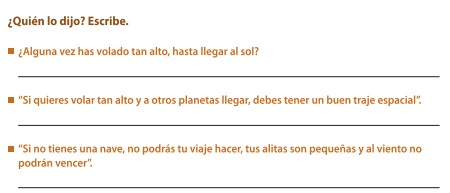 ¿Quién lo dijo? Escribe.
¿Alguna vez has volado tan alto, hasta llegar al sol?
“Si quieres volar tan alto y a otros planetas llegar, debes tener un buen traje espacial”.
“Si no tienes una nave, no podrás tu viaje hacer, tus alitas son pequeñas y al viento no
podrán vencer”.